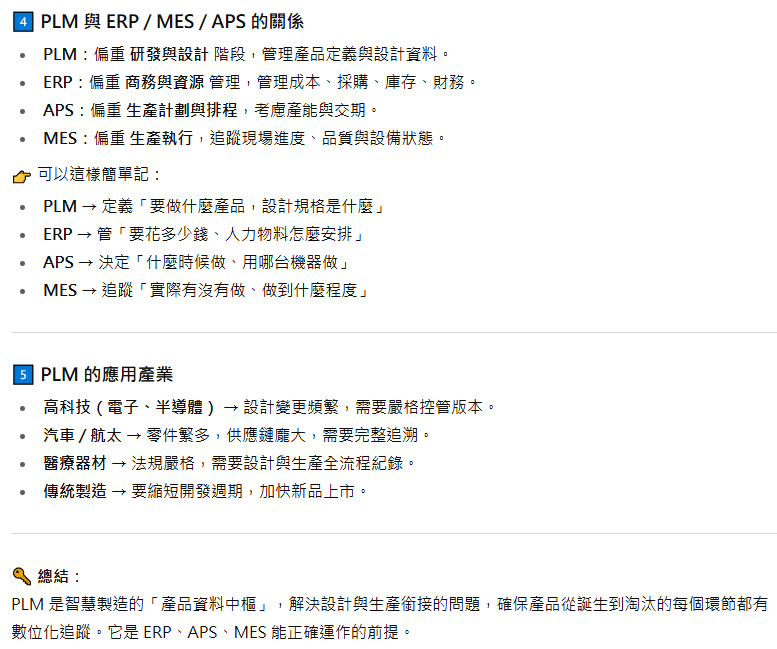 4 PLM 與 ERP / MES / APS 的關係
• PLM：偏重 研發與設計 階段，管理產品定義與設計資料。
• ERP：偏重 商務與資源 管理，管理成本、採購、庫存、財務。
• APS：偏重 生產計劃與排程，考慮產能與交期。
• MES：偏重 生產執行，追蹤現場進度、品質與設備狀態。
👉 可以這樣簡單記：
• PLM → 定義「要做什麼產品，設計規格是什麼」
• ERP → 管「要花多少錢、人力物料怎麼安排」
• APS → 決定「什麼時候做、用哪台機器做」
• MES → 追蹤「實際有沒有做、做到什麼程度」
5 PLM 的應用產業
• 高科技（電子、半導體） → 設計變更頻繁，需要嚴格控管版本。
• 汽車 / 航太 → 零件繁多，供應鏈龐大，需要完整追溯。
• 醫療器材 → 法規嚴格，需要設計與生產全流程紀錄。
• 傳統製造 → 要縮短開發週期，加快新品上市。
🔑 總結：
PLM 是智慧製造的「產品資料中樞」，解決設計與生產銜接的問題，確保產品從誕生到淘汰的每個環節都有
數位化追蹤。它是 ERP、APS、MES 能正確運作的前提。